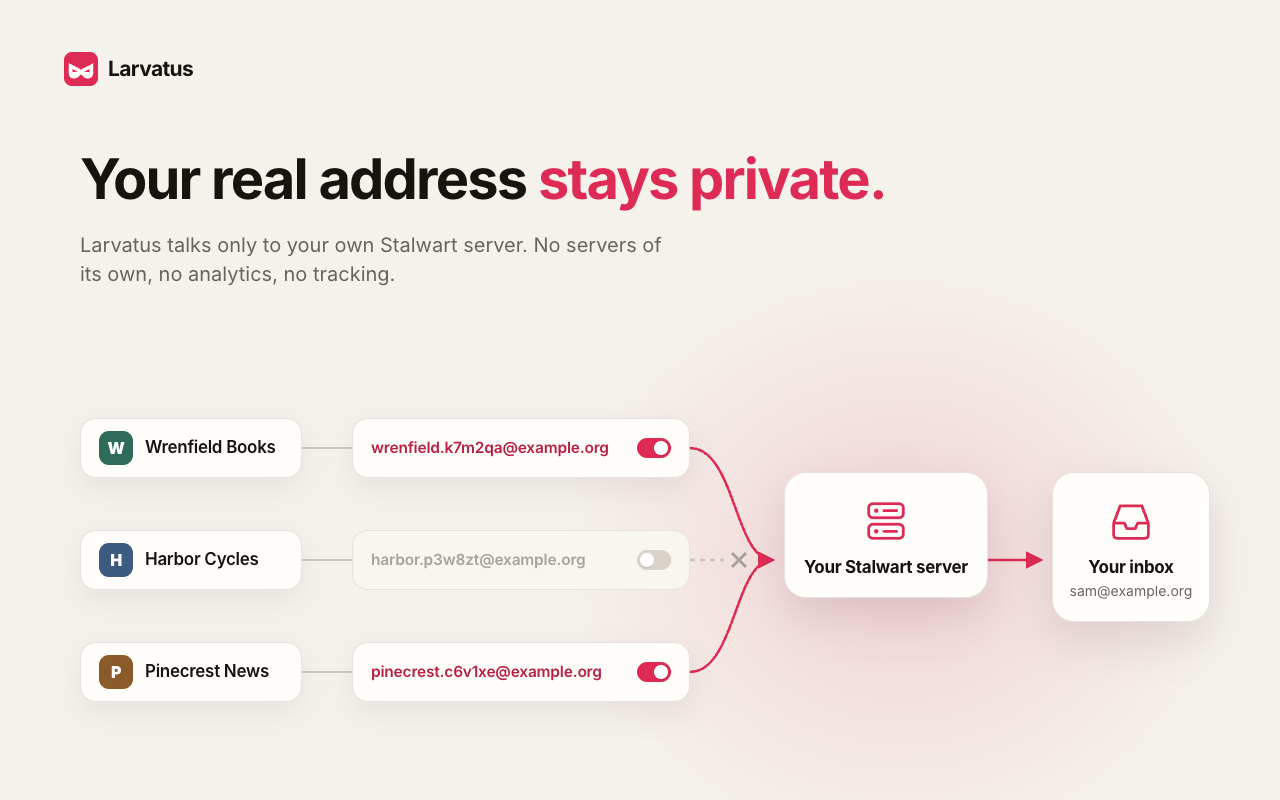 Larvatus
Your real address stays private.
Larvatus talks only to your own Stalwart server. No servers of
its own, no analytics, no tracking.
W Wrenfield Books
wrenfield.k7m2qa@example.org
H Harbor Cycles
harbor.p3w8zt@example.org
P Pinecrest News
pinecrest.c6v1xe@example.org
Your Stalwart server
Your inbox
sam@example.org